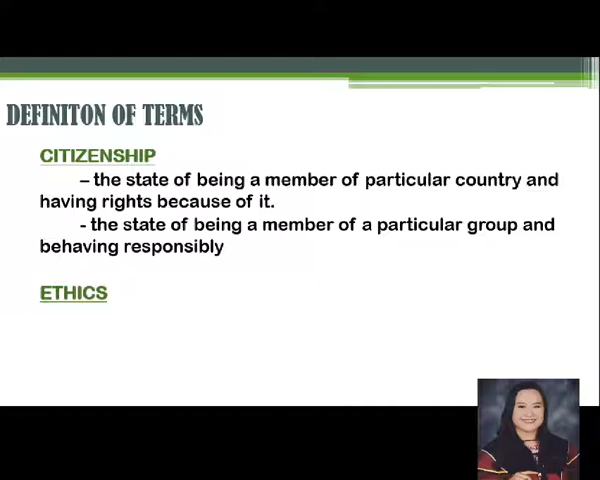 DEFINITON OF TERMS
CITIZENSHIP
– the state of being a member of particular country and
having rights because of it.
- the state of being a member of a particular group and
behaving responsibly
ETHICS